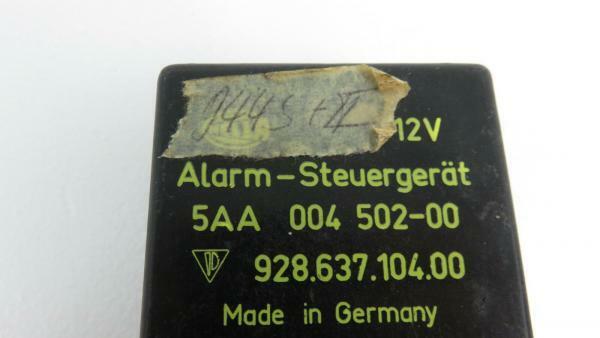 944S+II 12V
Alarm-Steuergerät
5AA 004 502-00
928.637.104.00
Made in Germany